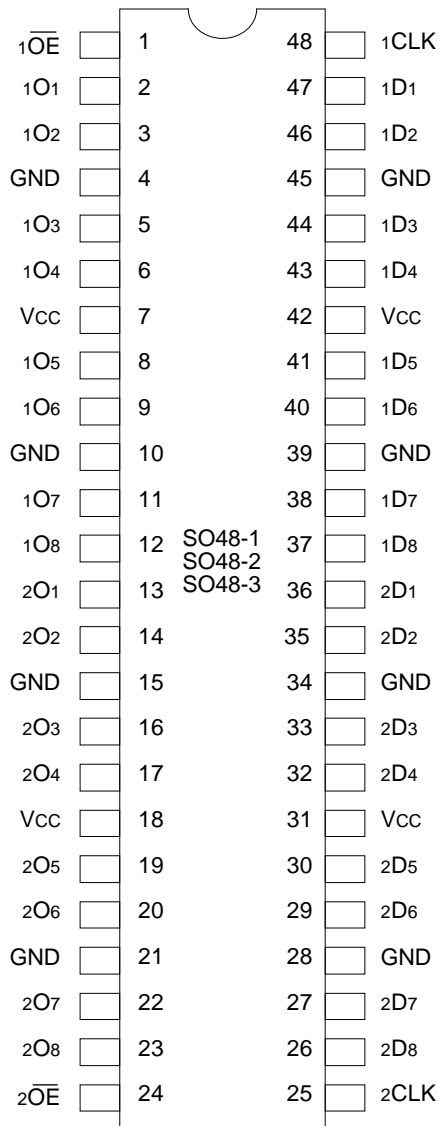 1O̅E̅ 1 48 1CLK
1O1 2 47 1D1
1O2 3 46 1D2
GND 4 45 GND
1O3 5 44 1D3
1O4 6 43 1D4
VCC 7 42 VCC
1O5 8 41 1D5
1O6 9 40 1D6
GND 10 39 GND
1O7 11 38 1D7
1O8 12 SO48-1 37 1D8
SO48-2
2O1 13 SO48-3 36 2D1
2O2 14 35 2D2
GND 15 34 GND
2O3 16 33 2D3
2O4 17 32 2D4
VCC 18 31 VCC
2O5 19 30 2D5
2O6 20 29 2D6
GND 21 28 GND
2O7 22 27 2D7
2O8 23 26 2D8
2O̅E̅ 24 25 2CLK